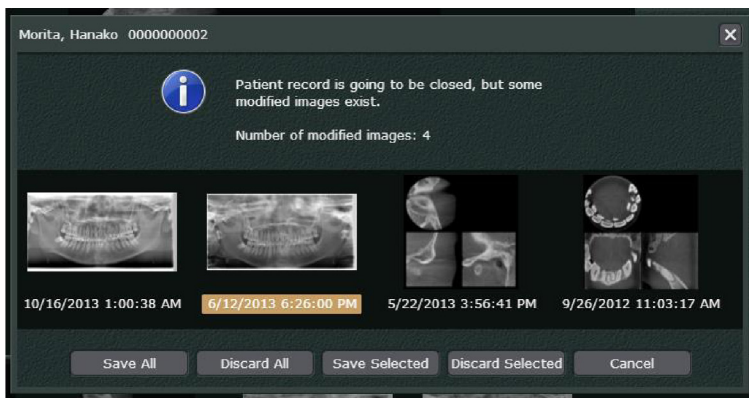 Morita, Hanako 0000000002
Patient record is going to be closed, but some
modified images exist.
Number of modified images: 4
10/16/2013 1:00:38 AM
6/12/2013 6:26:00 PM
5/22/2013 3:56:41 PM
9/26/2012 11:03:17 AM
Save All
Discard All
Save Selected
Discard Selected
Cancel